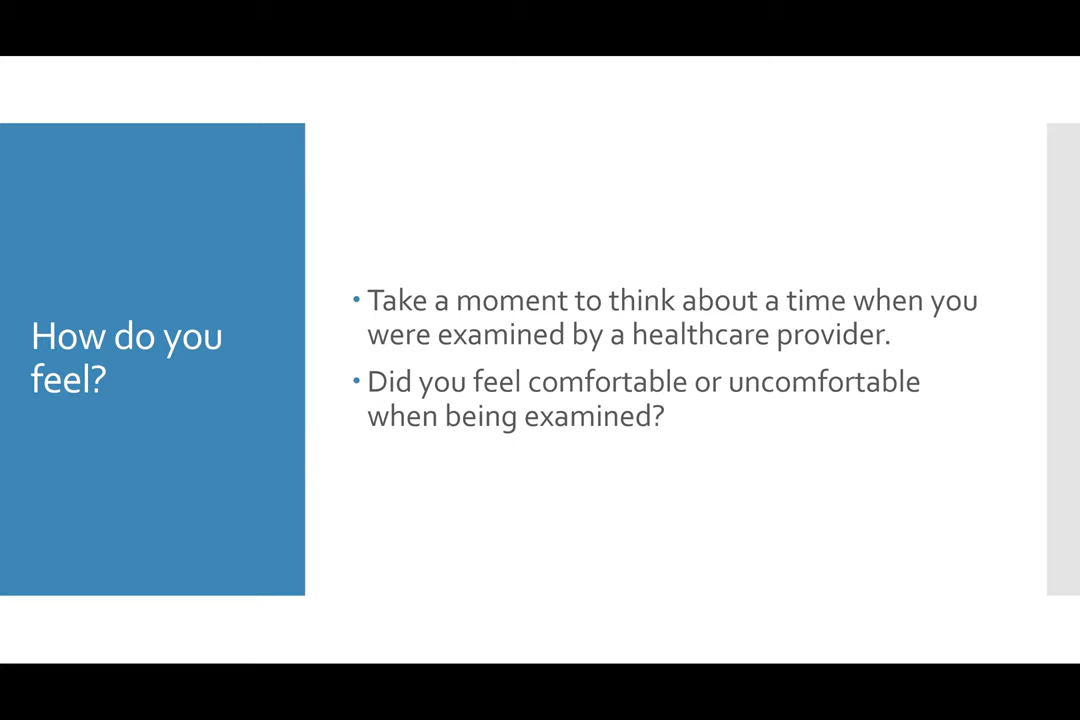 How do you
feel?
• Take a moment to think about a time when you
were examined by a healthcare provider.
• Did you feel comfortable or uncomfortable
when being examined?